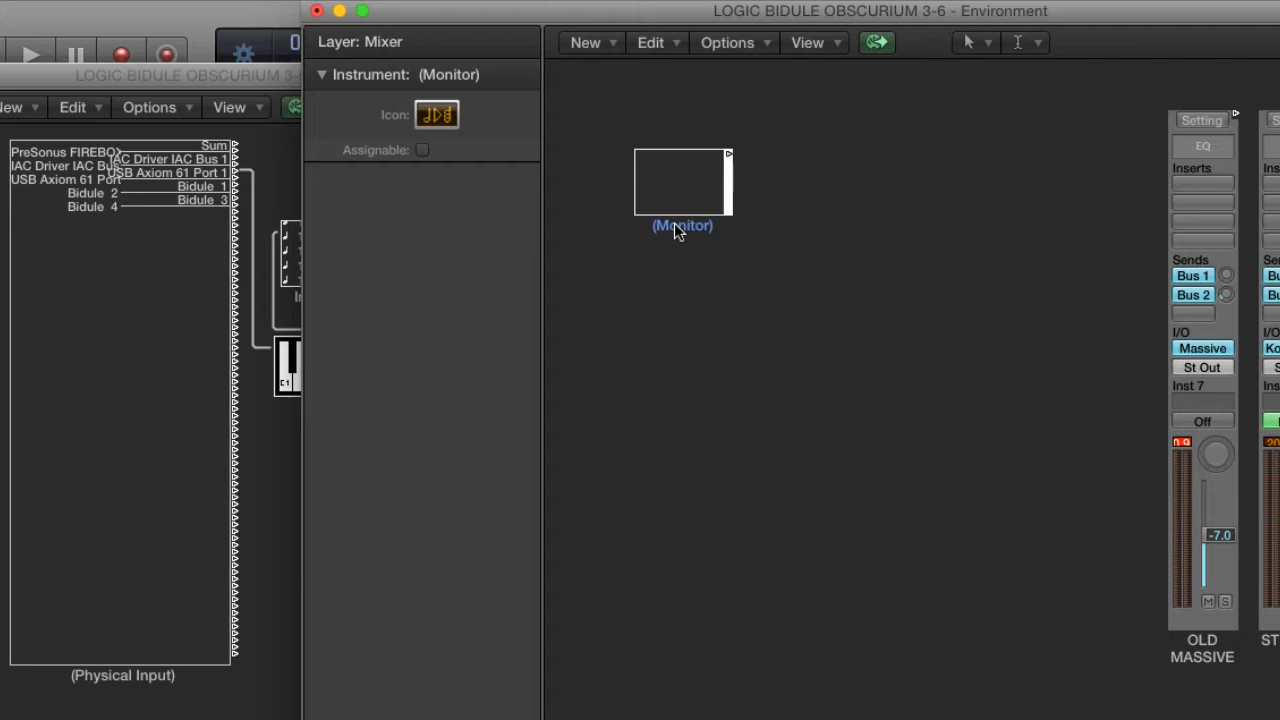 LOGIC BIDULE OBSCURIUM 3-6 - Environment
Layer: Mixer
New Edit Options View
Instrument: (Monitor)
Icon:
Assignable:
LOGIC BIDULE OBSCURIUM 3-
Edit Options View
Sum
PreSonus FIREBOX
IAC Driver IAC Bus 1
IAC Driver IAC Bus
USB Axiom 61 Port 1
USB Axiom 61 Port
Bidule 1
Bidule 2
Bidule 3
Bidule 4
C1
(Physical Input)
(Monitor)
Setting
EQ
Inserts
Sends
Bus 1
Bus 2
I/O
Massive
St Out
Inst 7
Off
0.9
-7.0
M S
OLD
MASSIVE